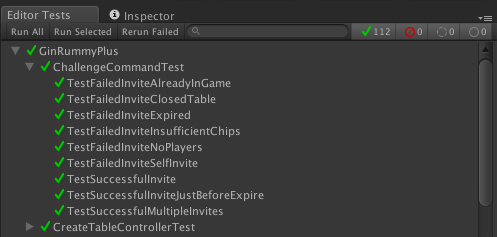 Editor Tests Inspector
Run All Run Selected Rerun Failed 112 0 0 0
GinRummyPlus
ChallengeCommandTest
TestFailedInviteAlreadyInGame
TestFailedInviteClosedTable
TestFailedInviteExpired
TestFailedInviteInsufficientChips
TestFailedInviteNoPlayers
TestFailedInviteSelfInvite
TestSuccessfulInvite
TestSuccessfulInviteJustBeforeExpire
TestSuccessfulMultipleInvites
CreateTableControllerTest